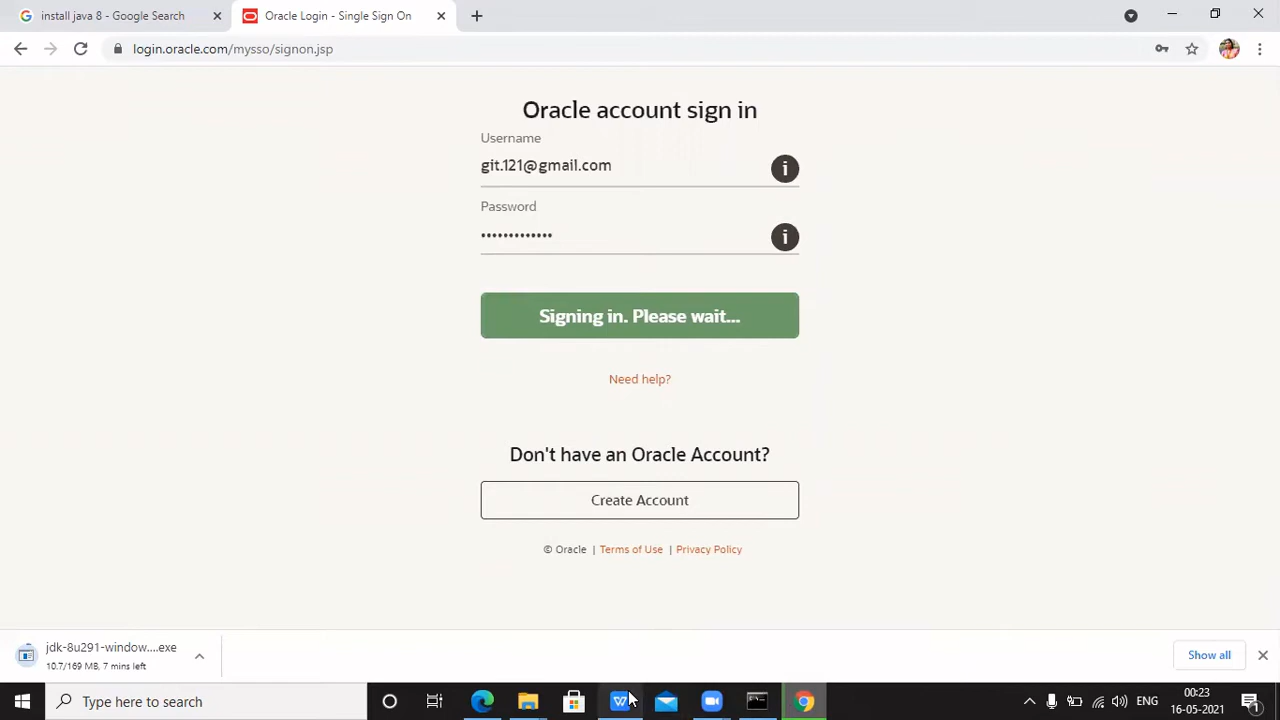 install java 8 - Google Search
Oracle Login - Single Sign On
login.oracle.com/mysso/signon.jsp
Oracle account sign in
Username
git.121@gmail.com
Password
•••••••••••••
Signing in. Please wait...
Need help?
Don't have an Oracle Account?
Create Account
© Oracle | Terms of Use | Privacy Policy
jdk-8u291-window....exe
10.7/169 MB, 7 mins left
Show all
Type here to search
ENG
00:23
16-05-2021
1